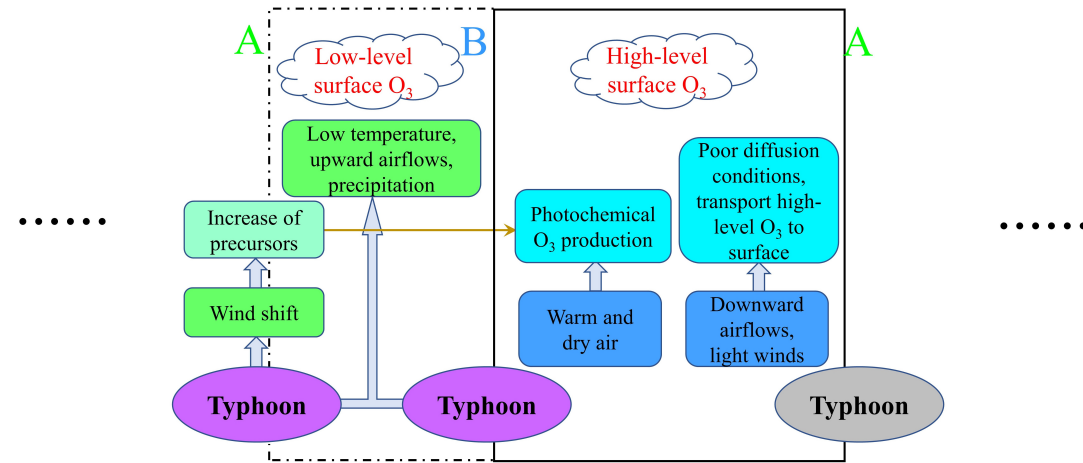 A
B
A
Low-level
surface O₃
High-level
surface O₃
Low temperature,
upward airflows,
precipitation
Poor diffusion
conditions,
transport high-
level O₃ to
surface
Increase of
precursors
Photochemical
O₃ production
......
......
Wind shift
Warm and
dry air
Downward
airflows,
light winds
Typhoon
Typhoon
Typhoon